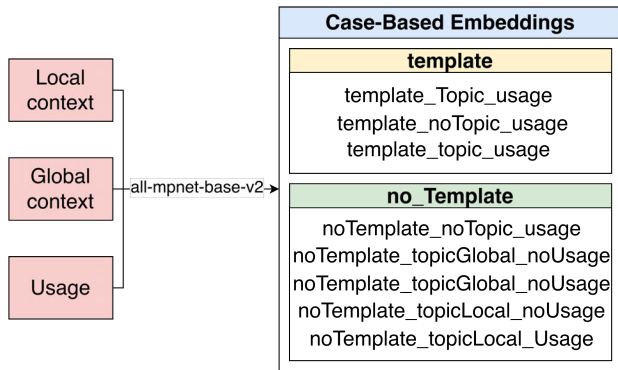 Case-Based Embeddings
Local
context
Global
context
Usage
all-mpnet-base-v2
template
template_Topic_usage
template_noTopic_usage
template_topic_usage
no_Template
noTemplate_noTopic_usage
noTemplate_topicGlobal_noUsage
noTemplate_topicGlobal_noUsage
noTemplate_topicLocal_noUsage
noTemplate_topicLocal_Usage